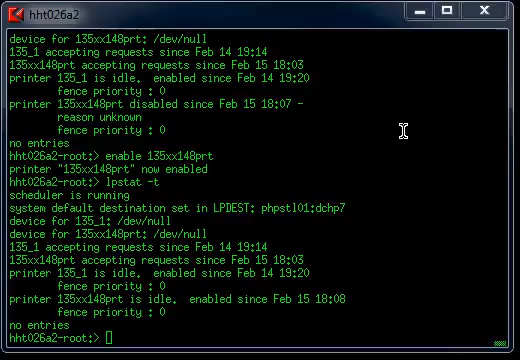 hht026a2
device for 135xx148prt: /dev/null
135_1 accepting requests since Feb 14 19:14
135xx148prt accepting requests since Feb 15 18:03
printer 135_1 is idle.  enabled since Feb 14 19:20
        fence priority : 0
printer 135xx148prt disabled since Feb 15 18:07 -
        reason unknown
        fence priority : 0
no entries
hht026a2-root:> enable 135xx148prt
printer "135xx148prt" now enabled
hht026a2-root:> lpstat -t
scheduler is running
system default destination set in LPDEST: phpstl01:dchp7
device for 135_1: /dev/null
device for 135xx148prt: /dev/null
135_1 accepting requests since Feb 14 19:14
135xx148prt accepting requests since Feb 15 18:03
printer 135_1 is idle.  enabled since Feb 14 19:20
        fence priority : 0
printer 135xx148prt is idle.  enabled since Feb 15 18:08
        fence priority : 0
no entries
hht026a2-root:>